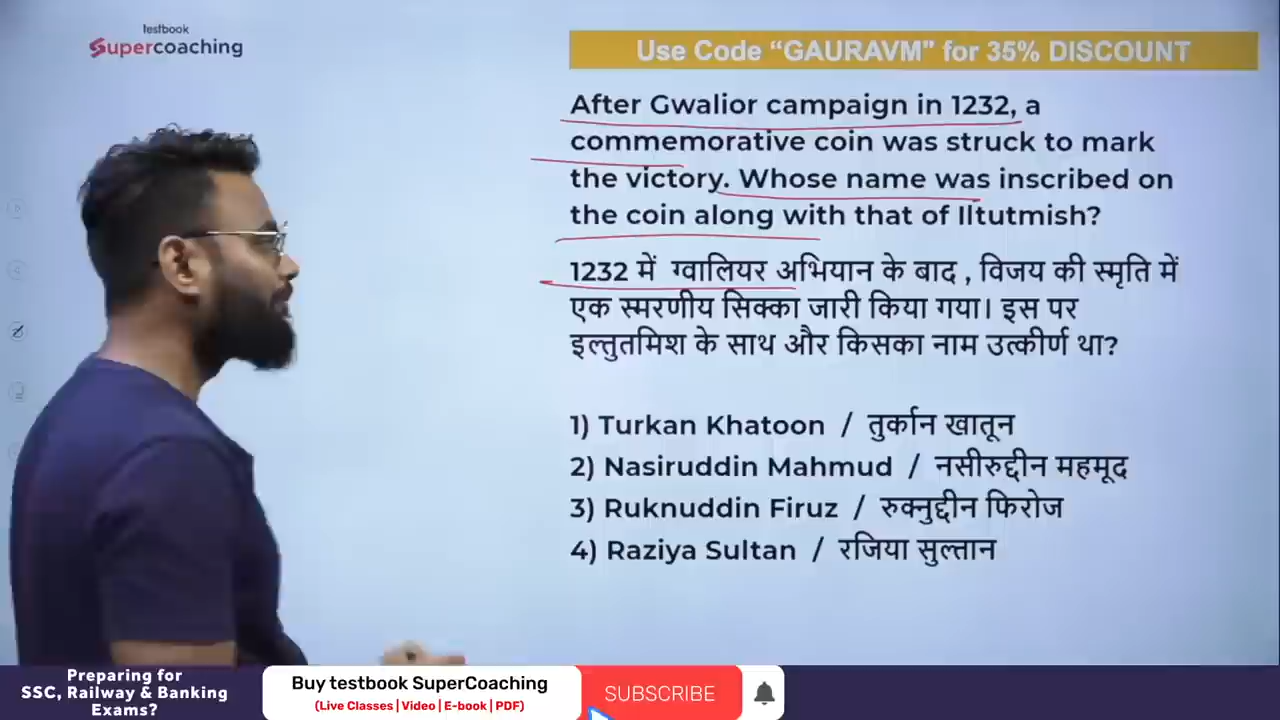 testbook
Supercoaching
Use Code “GAURAVM" for 35% DISCOUNT
After Gwalior campaign in 1232, a
commemorative coin was struck to mark
the victory. Whose name was inscribed on
the coin along with that of Iltutmish?
1232 में ग्वालियर अभियान के बाद , विजय की स्मृति में
एक स्मरणीय सिक्का जारी किया गया। इस पर
इल्तुतमिश के साथ और किसका नाम उत्कीर्ण था?
1) Turkan Khatoon / तुर्कान खातून
2) Nasiruddin Mahmud / नसीरुद्दीन महमूद
3) Ruknuddin Firuz / रुक्नुद्दीन फिरोज
4) Raziya Sultan / रजिया सुल्तान
Preparing for
SSC, Railway & Banking
Exams?
Buy testbook SuperCoaching
(Live Classes | Video | E-book | PDF)
SUBSCRIBE